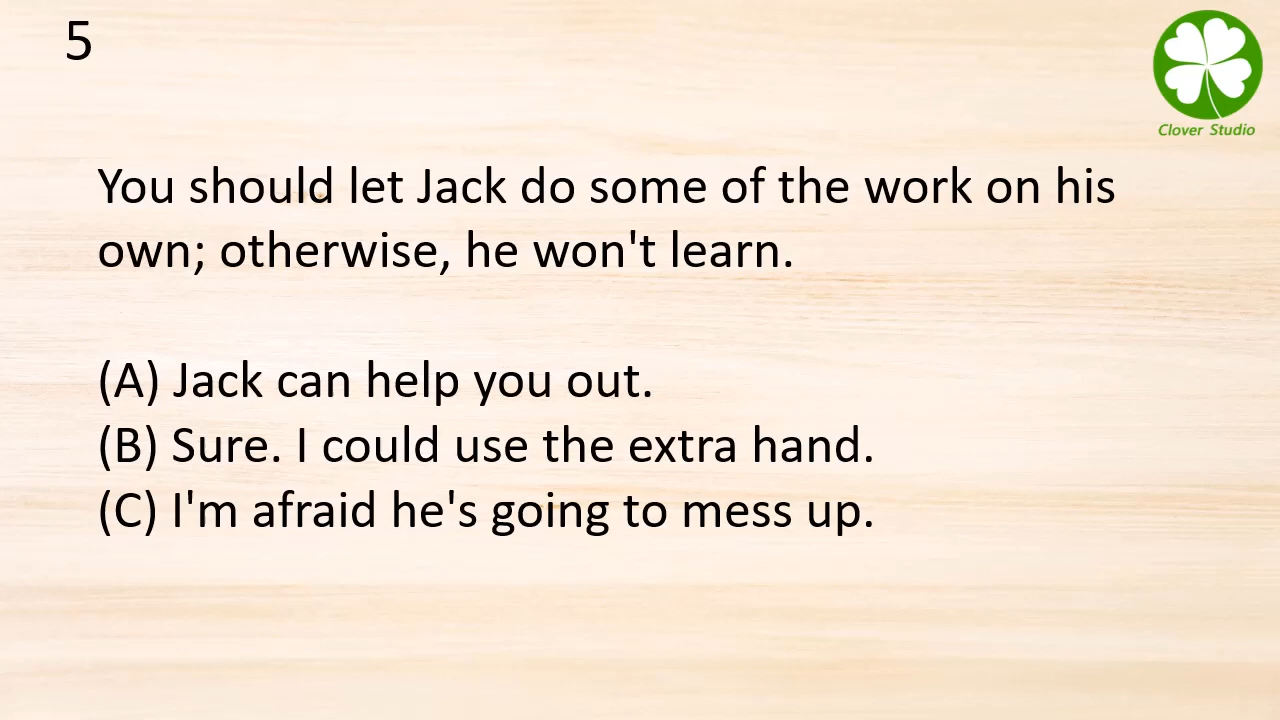 5
Clover Studio
You should let Jack do some of the work on his
own; otherwise, he won't learn.
(A) Jack can help you out.
(B) Sure. I could use the extra hand.
(C) I'm afraid he's going to mess up.